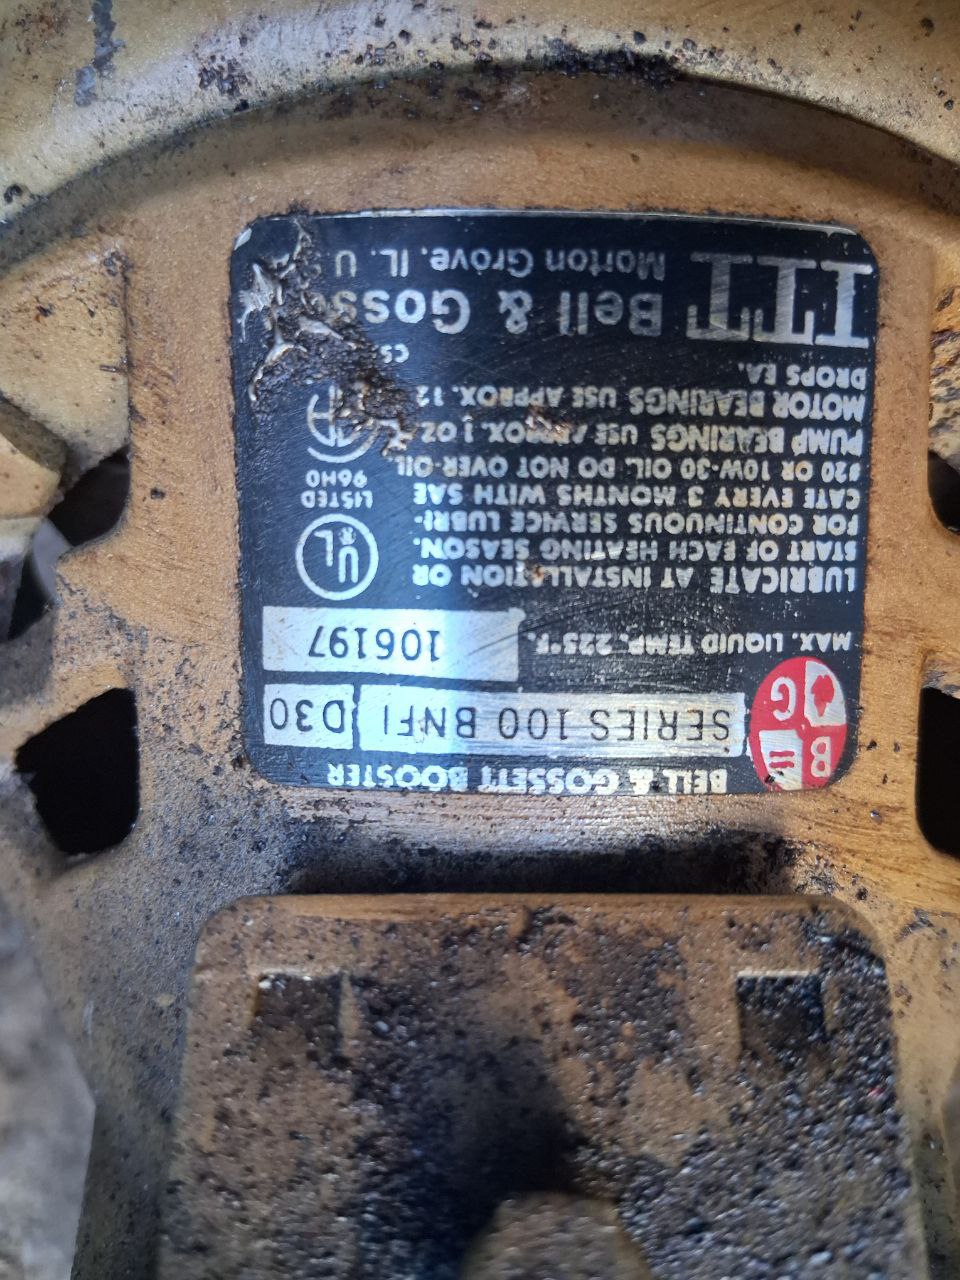 BELL & GOSSETT BOOSTER
B
G
SERIES 100 BNFI D30
106197
MAX. LIQUID TEMP. 225°F.
LUBRICATE AT INSTALLATION OR
START OF EACH HEATING SEASON.
FOR CONTINUOUS SERVICE LUBRI-
CATE EVERY 3 MONTHS WITH SAE
#20 OR 10W-30 OIL. DO NOT OVER-OIL
PUMP BEARINGS USE APPROX. 1 OZ
MOTOR BEARINGS USE APPROX. 12
DROPS EA.
UL
®
LISTED
96H0
ITT Bell & Goss
Morton Grove, IL. U